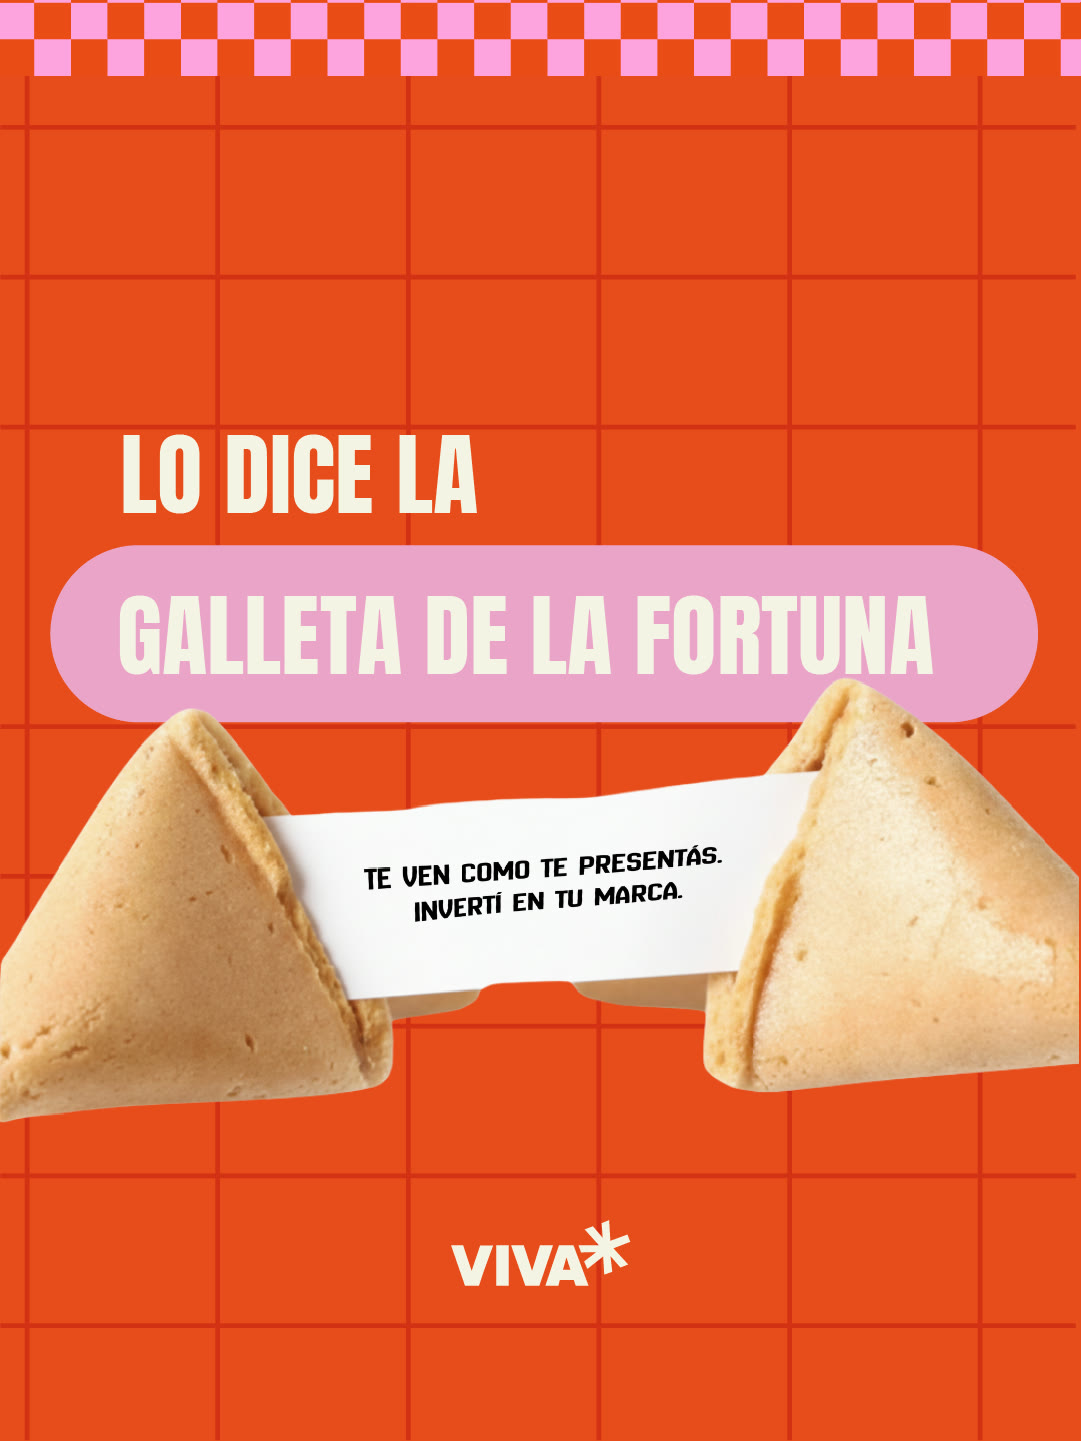 LO DICE LA
GALLETA DE LA FORTUNA
TE VEN COMO TE PRESENTÁS.
INVERTÍ EN TU MARCA.
VIVA*